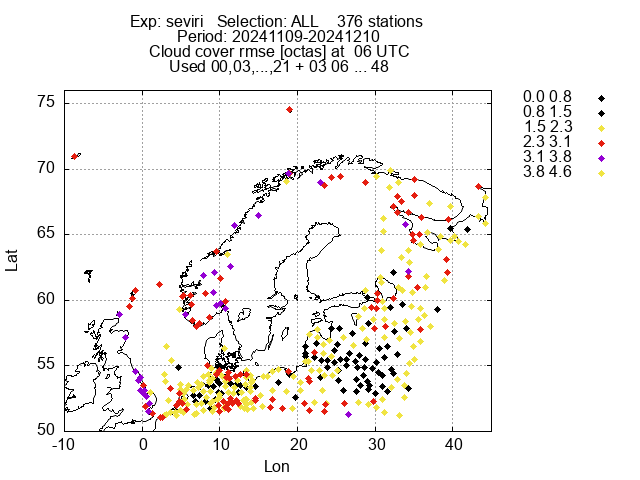 Exp: seviri   Selection: ALL    376 stations
Period: 20241109-20241210
Cloud cover rmse [octas] at  06 UTC
Used 00,03,...,21 + 03 06 ... 48
0.0 0.8
0.8 1.5
1.5 2.3
2.3 3.1
3.1 3.8
3.8 4.6
75
70
65
60
55
50
Lat
-10 0 10 20 30 40
Lon